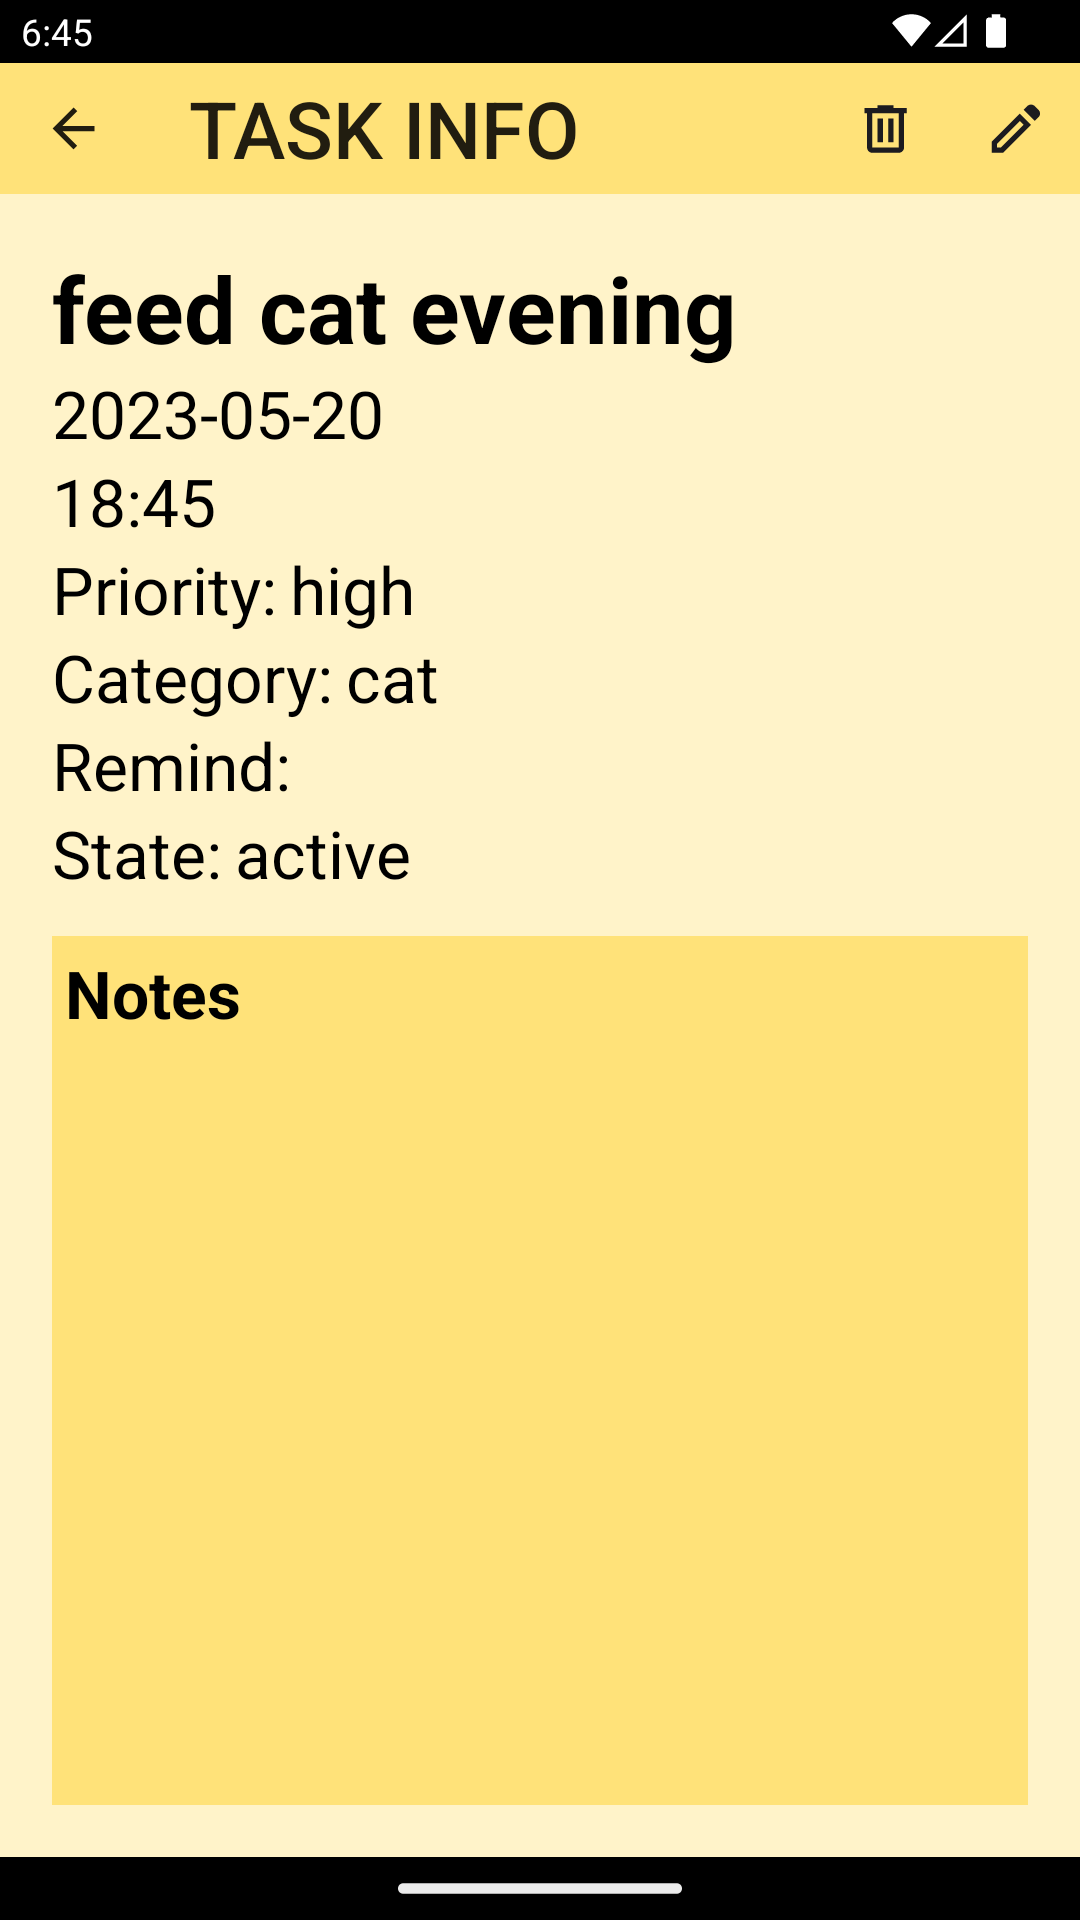 6:45
TASK INFO
feed cat evening
2023-05-20
18:45
Priority: high
Category: cat
Remind:
State: active
Notes